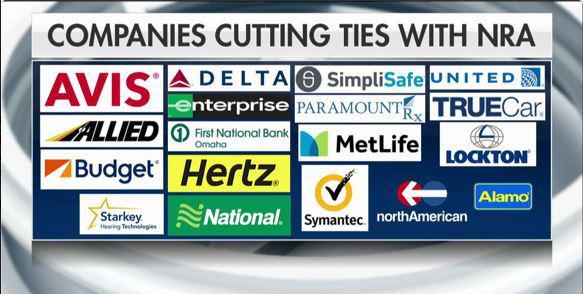 COMPANIES CUTTING TIES WITH NRA
AVIS
DELTA
SimpliSafe
UNITED
enterprise
PARAMOUNT Rx
TRUECar
ALLIED
First National Bank
Omaha
MetLife
LOCKTON
Budget
Hertz
Symantec.
northAmerican
Alamo
Starkey
Hearing Technologies
National